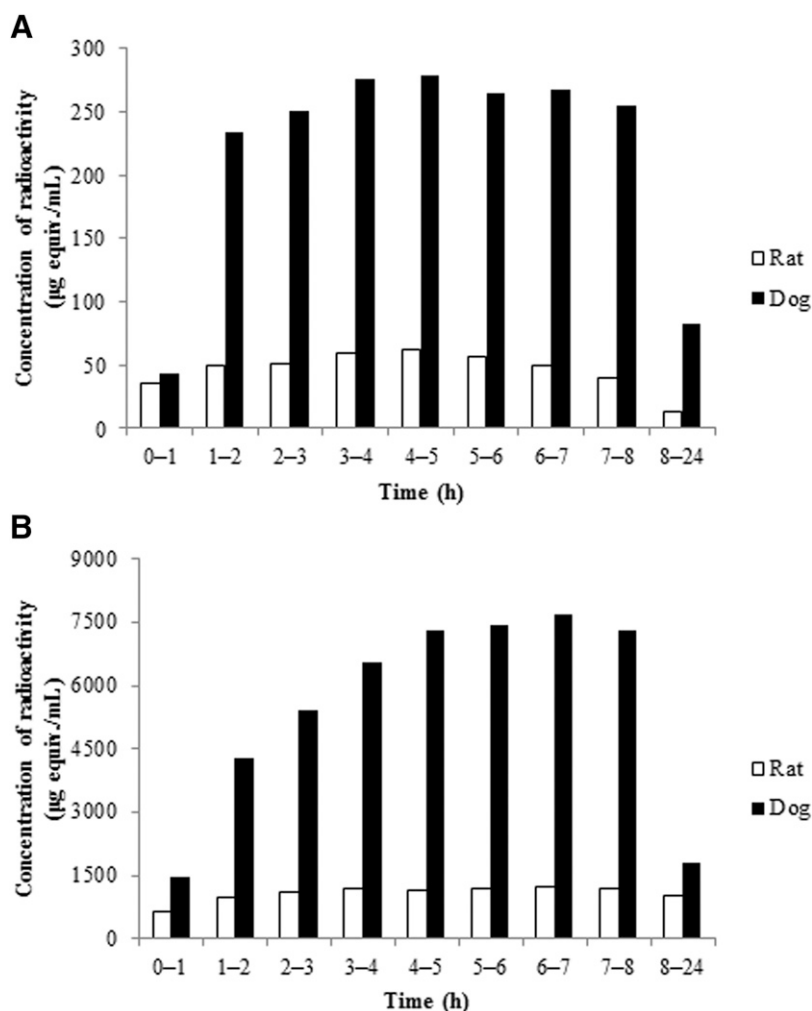 A
Concentration of radioactivity
(µg equiv./mL)
300
250
200
150
100
50
0
0–1 1–2 2–3 3–4 4–5 5–6 6–7 7–8 8–24
Time (h)
Rat
Dog
B
Concentration of radioactivity
(µg equiv./mL)
9000
7500
6000
4500
3000
1500
0
0–1 1–2 2–3 3–4 4–5 5–6 6–7 7–8 8–24
Time (h)
Rat
Dog